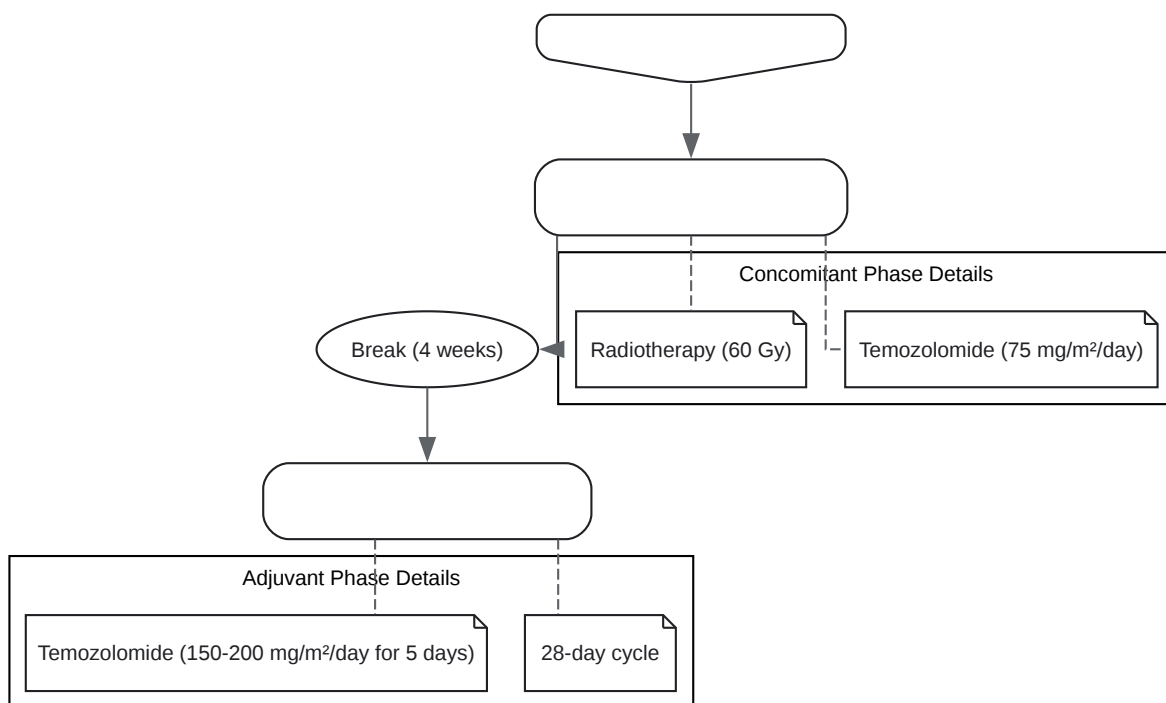 Concomitant Phase Details
Break (4 weeks)
Radiotherapy (60 Gy)
Temozolomide (75 mg/m²/day)
Adjuvant Phase Details
Temozolomide (150-200 mg/m²/day for 5 days)
28-day cycle